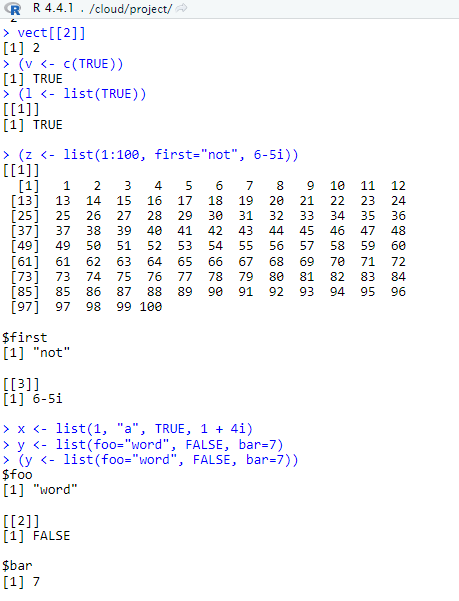 R R 4.4.1 . /cloud/project/
> vect[[2]]
[1] 2
> (v <- c(TRUE))
[1] TRUE
> (l <- list(TRUE))
[[1]]
[1] TRUE
> (z <- list(1:100, first="not", 6-5i))
[[1]]
[1] 1 2 3 4 5 6 7 8 9 10 11 12
[13] 13 14 15 16 17 18 19 20 21 22 23 24
[25] 25 26 27 28 29 30 31 32 33 34 35 36
[37] 37 38 39 40 41 42 43 44 45 46 47 48
[49] 49 50 51 52 53 54 55 56 57 58 59 60
[61] 61 62 63 64 65 66 67 68 69 70 71 72
[73] 73 74 75 76 77 78 79 80 81 82 83 84
[85] 85 86 87 88 89 90 91 92 93 94 95 96
[97] 97 98 99 100
$first
[1] "not"
[[3]]
[1] 6-5i
> x <- list(1, "a", TRUE, 1 + 4i)
> y <- list(foo="word", FALSE, bar=7)
> (y <- list(foo="word", FALSE, bar=7))
$foo
[1] "word"
[[2]]
[1] FALSE
$bar
[1] 7